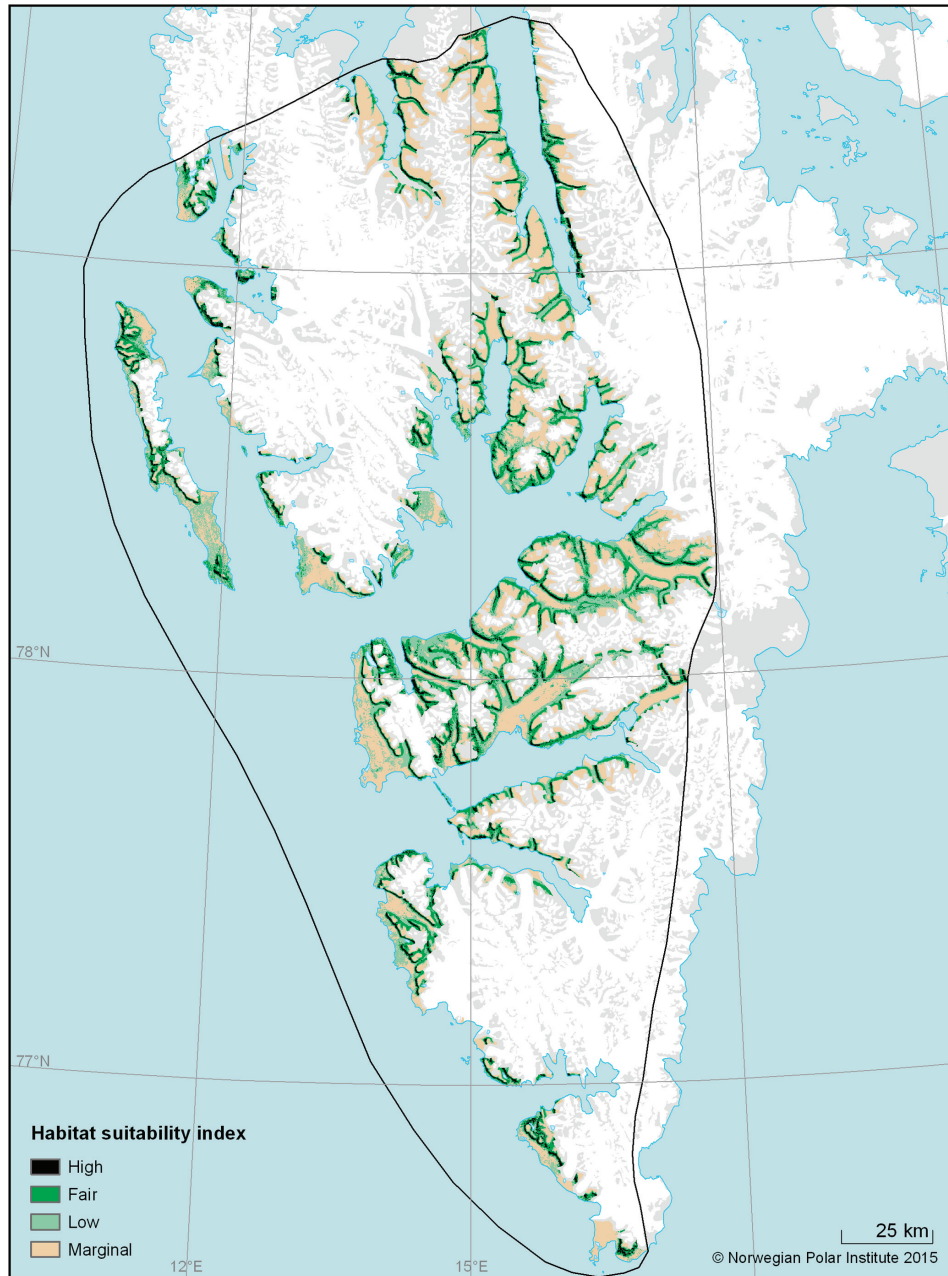 78°N
77°N
Habitat suitability index
High
Fair
Low
Marginal
12°E
15°E
25 km
© Norwegian Polar Institute 2015